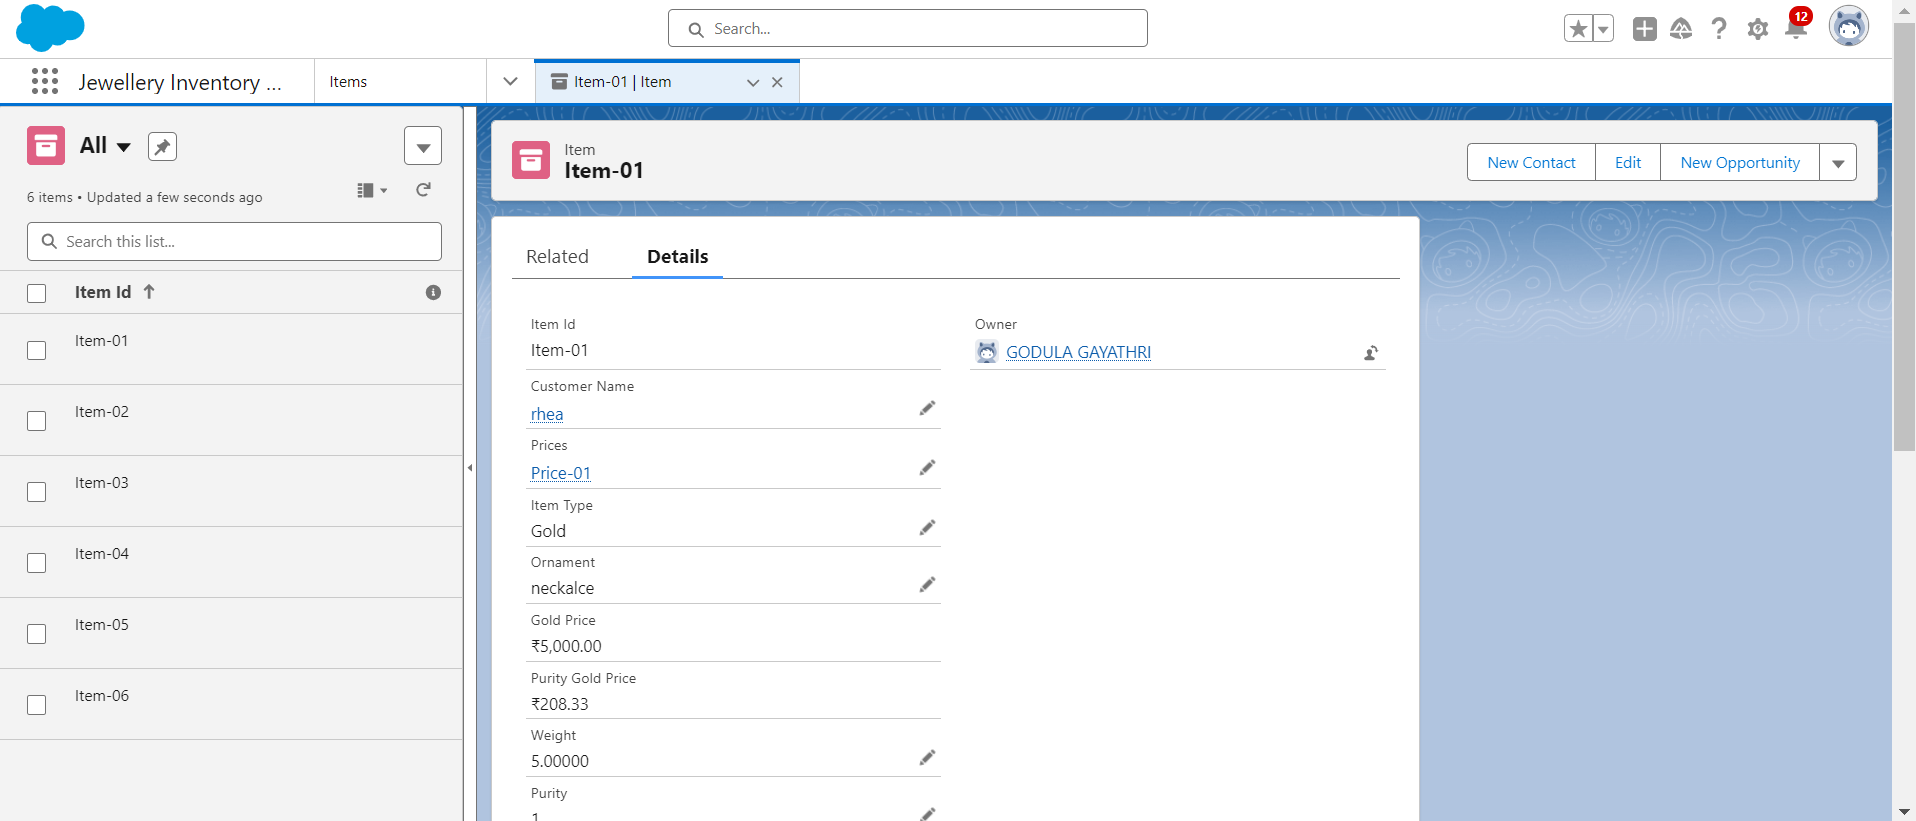 Search...
12
Jewellery Inventory ...
Items
Item-01 | Item
All
6 items • Updated a few seconds ago
Search this list...
Item Id
Item-01
Item-02
Item-03
Item-04
Item-05
Item-06
Item
Item-01
New Contact
Edit
New Opportunity
Related
Details
Item Id
Item-01
Owner
GODULA GAYATHRI
Customer Name
rhea
Prices
Price-01
Item Type
Gold
Ornament
neckalce
Gold Price
₹5,000.00
Purity Gold Price
₹208.33
Weight
5.00000
Purity
1